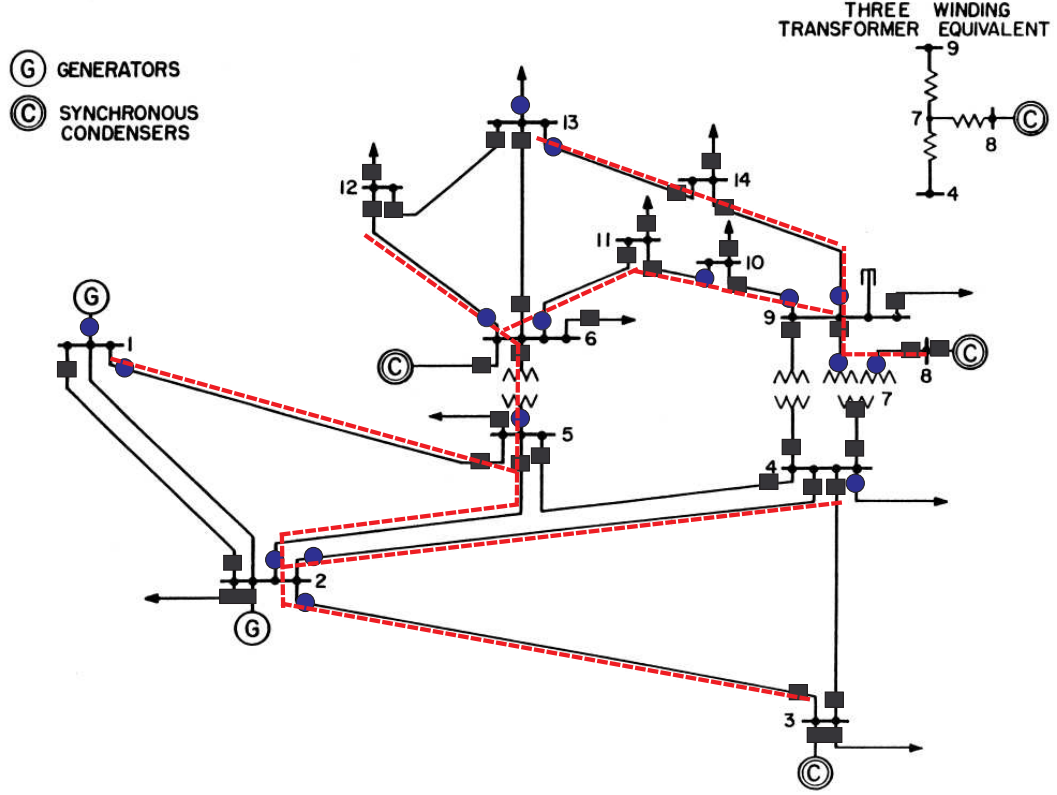 THREE WINDING
TRANSFORMER EQUIVALENT
9
7
C
8
4
G GENERATORS
C SYNCHRONOUS
CONDENSERS
13
12
14
11
10
G
9
1
6
C
C
8
7
5
4
2
G
3
C